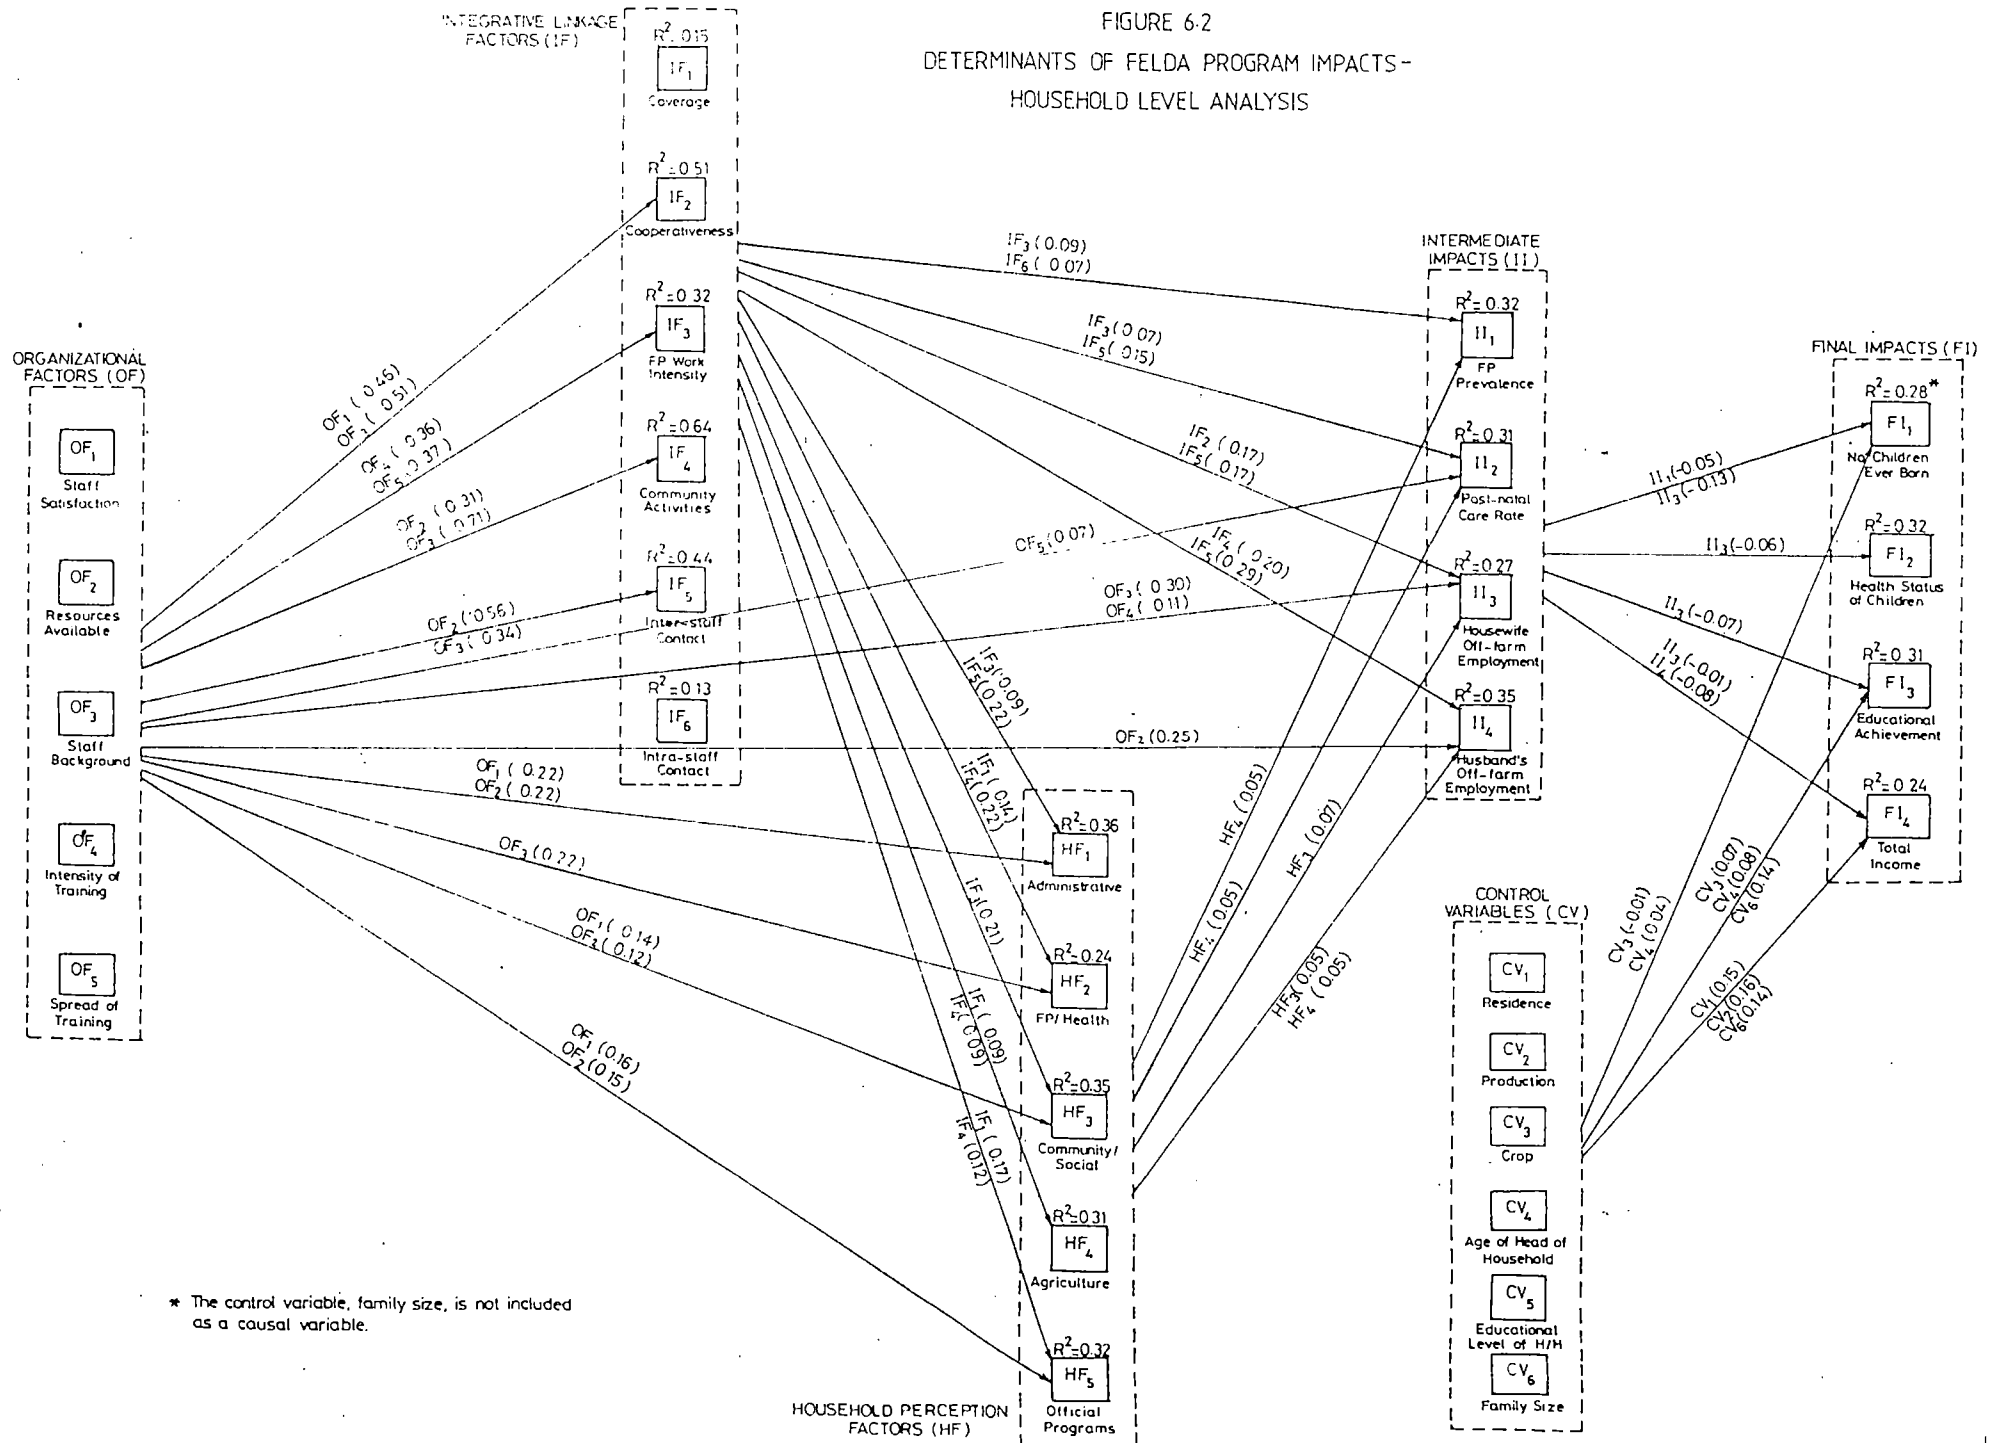 FIGURE 6.2
DETERMINANTS OF FELDA PROGRAM IMPACTS-
HOUSEHOLD LEVEL ANALYSIS
ORGANIZATIONAL
FACTORS (OF)
OF1
Staff
Satisfaction
OF2
Resources
Available
OF3
Staff
Background
OF4
Intensity of
Training
OF5
Spread of
Training
INTEGRATIVE LINKAGE
FACTORS (IF)
R²=0.15
IF1
Coverage
R²=0.51
IF2
Cooperativeness
R²=0.32
IF3
FP Work
Intensity
R²=0.64
IF4
Community
Activities
R²=0.44
IF5
Inter-staff
Contact
R²=0.13
IF6
Intra-staff
Contact
OF1 (0.46)
OF3 (0.51)
OF4 (0.36)
OF5 (0.37)
OF2 (0.31)
OF3 (0.71)
OF2 (0.56)
OF3 (0.34)
OF5 (0.07)
OF3 (0.30)
OF4 (0.11)
OF2 (0.25)
OF1 (0.22)
OF2 (0.22)
OF3 (0.22)
OF1 (0.14)
OF2 (0.12)
OF1 (0.16)
OF2 (0.15)
IF3 (0.09)
IF6 (0.07)
IF3 (0.07)
IF5 (0.15)
IF2 (0.17)
IF5 (0.17)
IF4 (0.20)
IF5 (0.29)
IF3 (0.09)
IF5 (0.22)
IF1 (0.14)
IF4 (0.22)
IF3 (0.21)
IF1 (0.09)
IF4 (0.09)
IF1 (0.17)
IF4 (0.12)
HOUSEHOLD PERCEPTION
FACTORS (HF)
R²=0.36
HF1
Administrative
R²=0.24
HF2
FP/Health
R²=0.35
HF3
Community/
Social
R²=0.31
HF4
Agriculture
R²=0.32
HF5
Official
Programs
HF4 (0.05)
HF4 (0.05)
HF3 (0.07)
HF3 (0.05)
HF4 (0.05)
INTERMEDIATE
IMPACTS (II)
R²=0.32
II1
FP
Prevalence
R²=0.31
II2
Post-natal
Care Rate
R²=0.27
II3
Housewife
Off-farm
Employment
R²=0.35
II4
Husband's
Off-farm
Employment
II1 (-0.05)
II3 (-0.13)
II3 (-0.06)
II3 (-0.07)
II3 (-0.01)
II4 (-0.08)
CONTROL
VARIABLES (CV)
CV1
Residence
CV2
Production
CV3
Crop
CV4
Age of Head of
Household
CV5
Educational
Level of H/H
CV6
Family Size
CV3 (-0.01)
CV4 (0.04)
CV3 (0.07)
CV4 (0.08)
CV6 (0.14)
CV1 (0.15)
CV2 (0.16)
CV6 (0.14)
FINAL IMPACTS (FI)
R²=0.28*
FI1
No Children
Ever Born
R²=0.32
FI2
Health Status
of Children
R²=0.31
FI3
Educational
Achievement
R²=0.24
FI4
Total
Income
* The control variable, family size, is not included
as a causal variable.